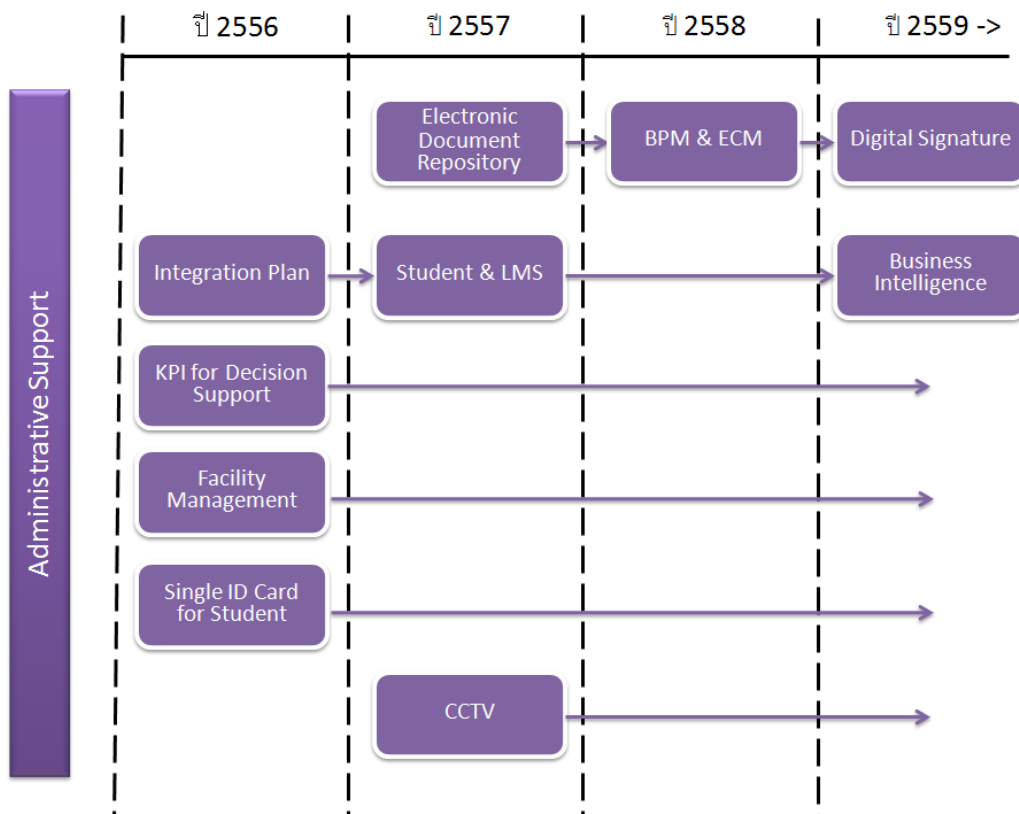 ปี 2556
ปี 2557
ปี 2558
ปี 2559 ->
Administrative Support
Electronic
Document
Repository
BPM & ECM
Digital Signature
Integration Plan
Student & LMS
Business
Intelligence
KPI for Decision
Support
Facility
Management
Single ID Card
for Student
CCTV